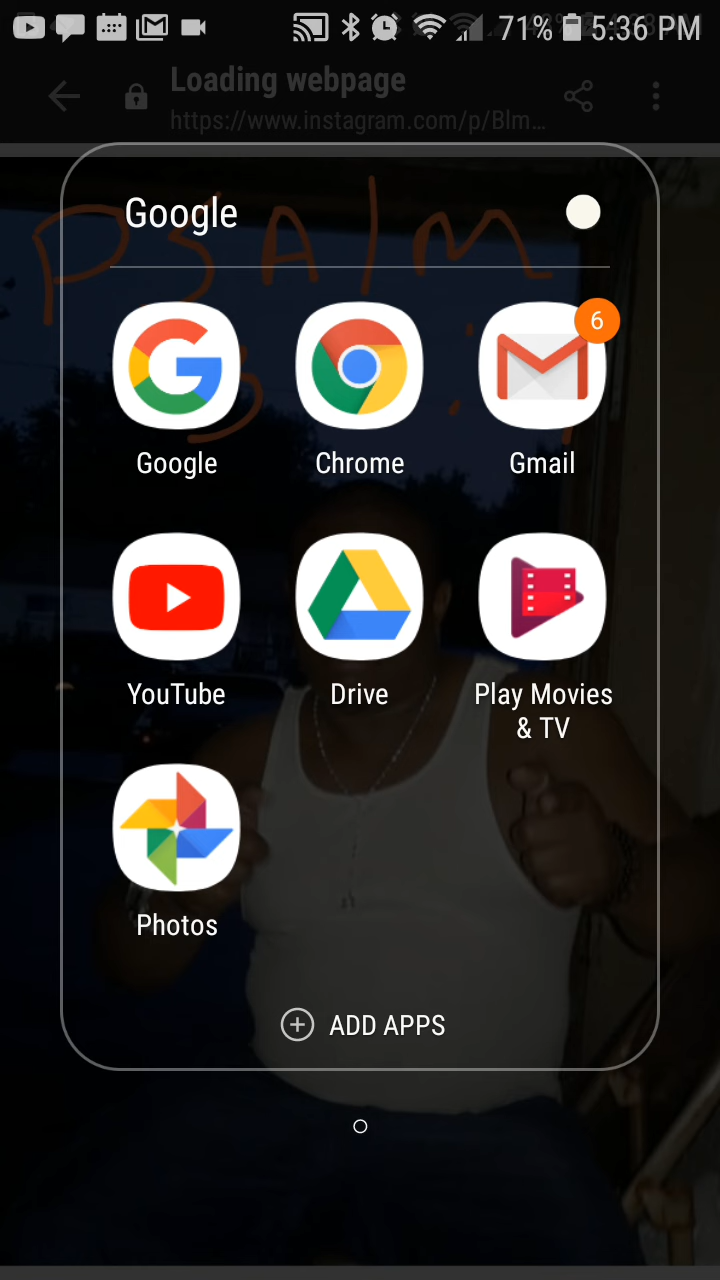 71% 5:36 PM
Loading webpage
https://www.instagram.com/p/Blm...
Psalm
Google
6
Google
Chrome
Gmail
YouTube
Drive
Play Movies
& TV
Photos
ADD APPS